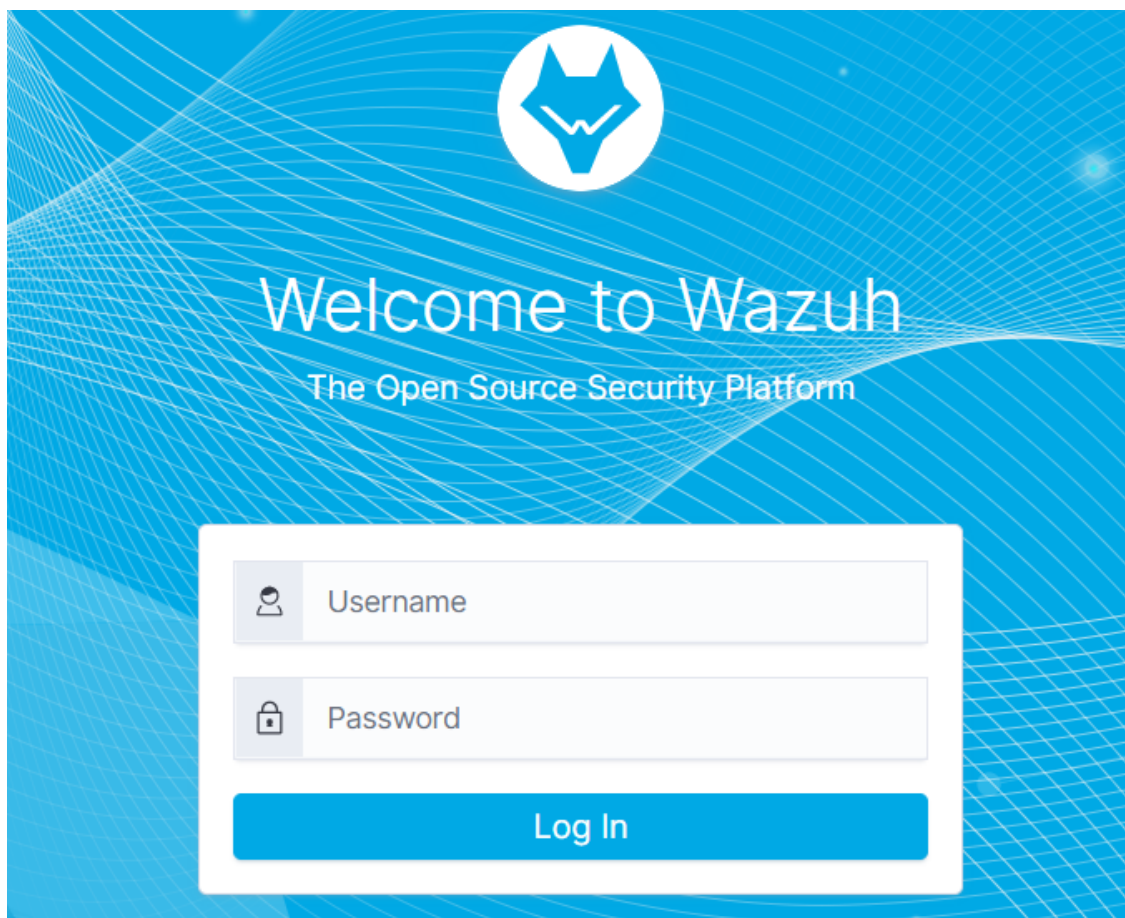 Welcome to Wazuh
The Open Source Security Platform
Username
Password
Log In